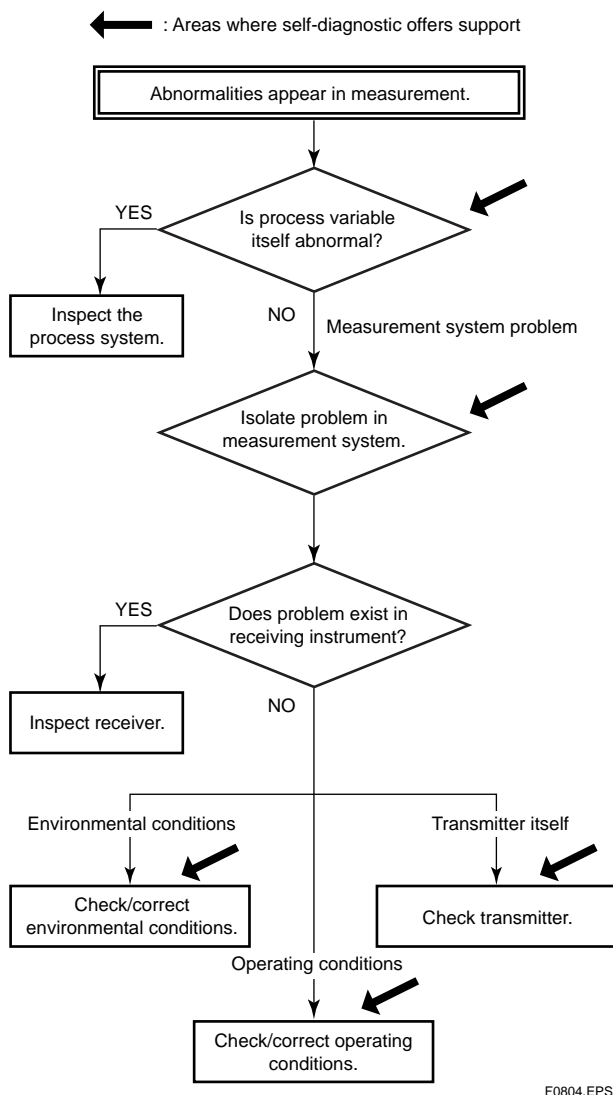 : Areas where self-diagnostic offers support
Abnormalities appear in measurement.
YES
Is process variable
itself abnormal?
Inspect the
process system.
NO
Measurement system problem
Isolate problem in
measurement system.
YES
Does problem exist in
receiving instrument?
NO
Inspect receiver.
Environmental conditions
Transmitter itself
Check/correct
environmental conditions.
Check transmitter.
Operating conditions
Check/correct operating
conditions.
F0804.EPS